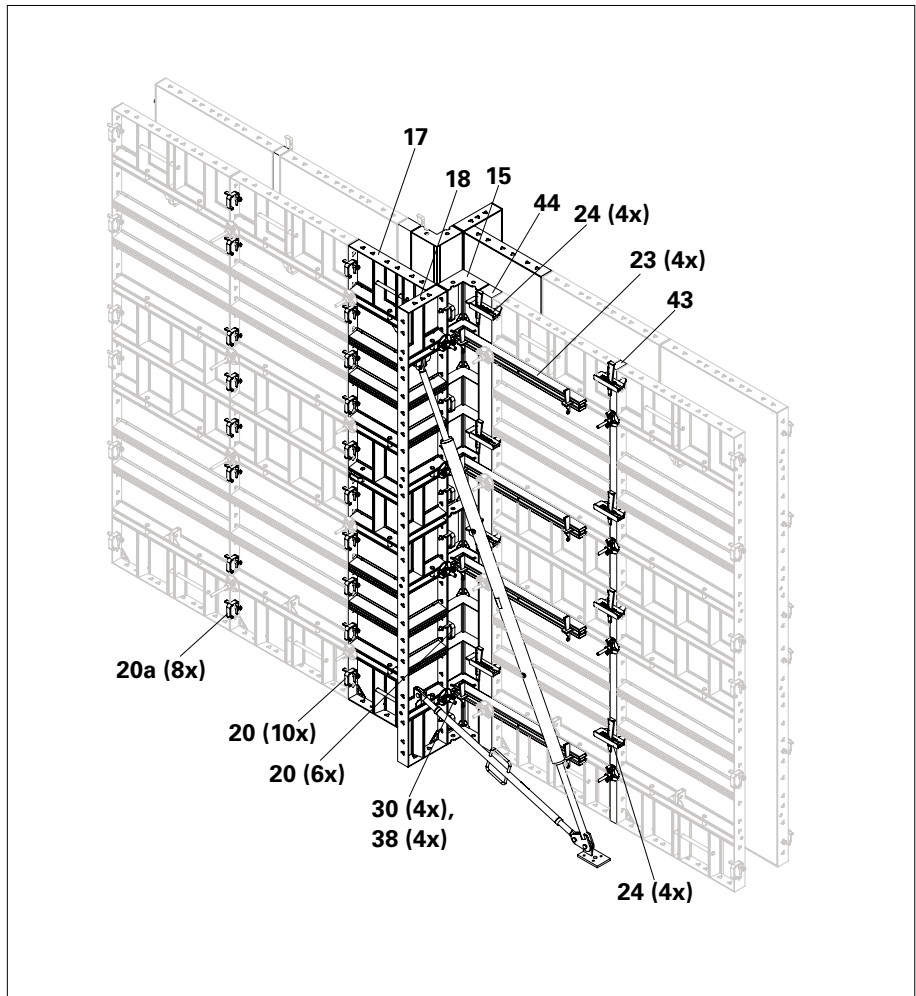 17
18
15
44
24 (4x)
23 (4x)
43
20a (8x)
20 (10x)
20 (6x)
30 (4x),
38 (4x)
24 (4x)